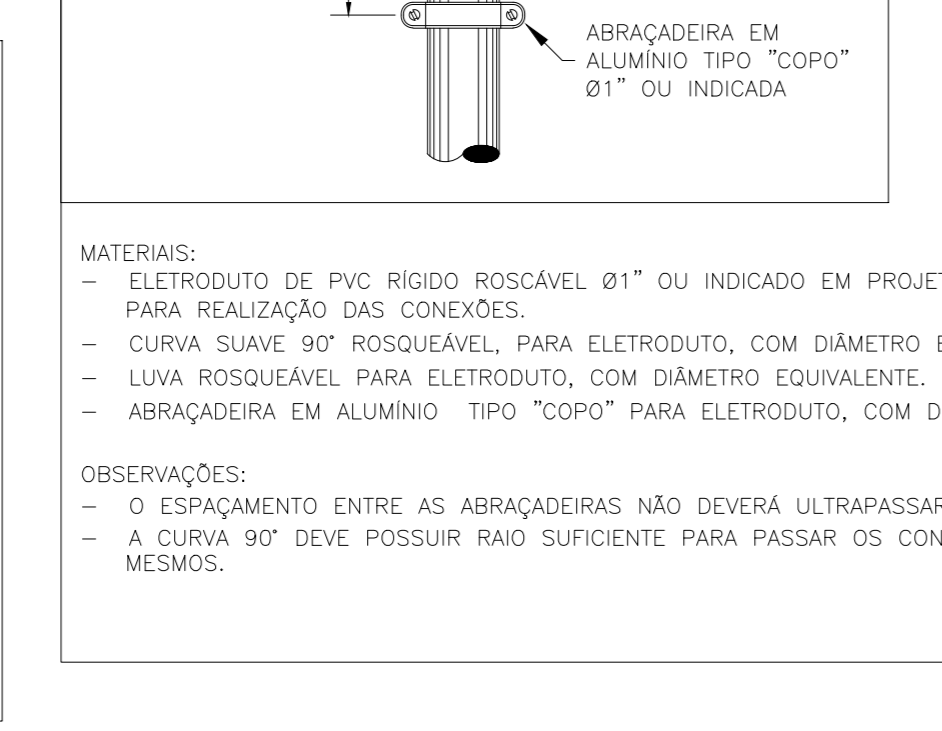 ABRAÇADEIRA EM
ALUMÍNIO TIPO "COPO"
Ø1" OU INDICADA
MATERIAIS:
— ELETRODUTO DE PVC RÍGIDO ROSCÁVEL Ø1" OU INDICADO EM PROJET
PARA REALIZAÇÃO DAS CONEXÕES.
— CURVA SUAVE 90° ROSQUEÁVEL, PARA ELETRODUTO, COM DIÂMETRO E
— LUVA ROSQUEÁVEL PARA ELETRODUTO, COM DIÂMETRO EQUIVALENTE.
— ABRAÇADEIRA EM ALUMÍNIO TIPO "COPO" PARA ELETRODUTO, COM D
OBSERVAÇÕES:
— O ESPAÇAMENTO ENTRE AS ABRAÇADEIRAS NÃO DEVERÁ ULTRAPASSAR
— A CURVA 90° DEVE POSSUIR RAIO SUFICIENTE PARA PASSAR OS CON
MESMOS.